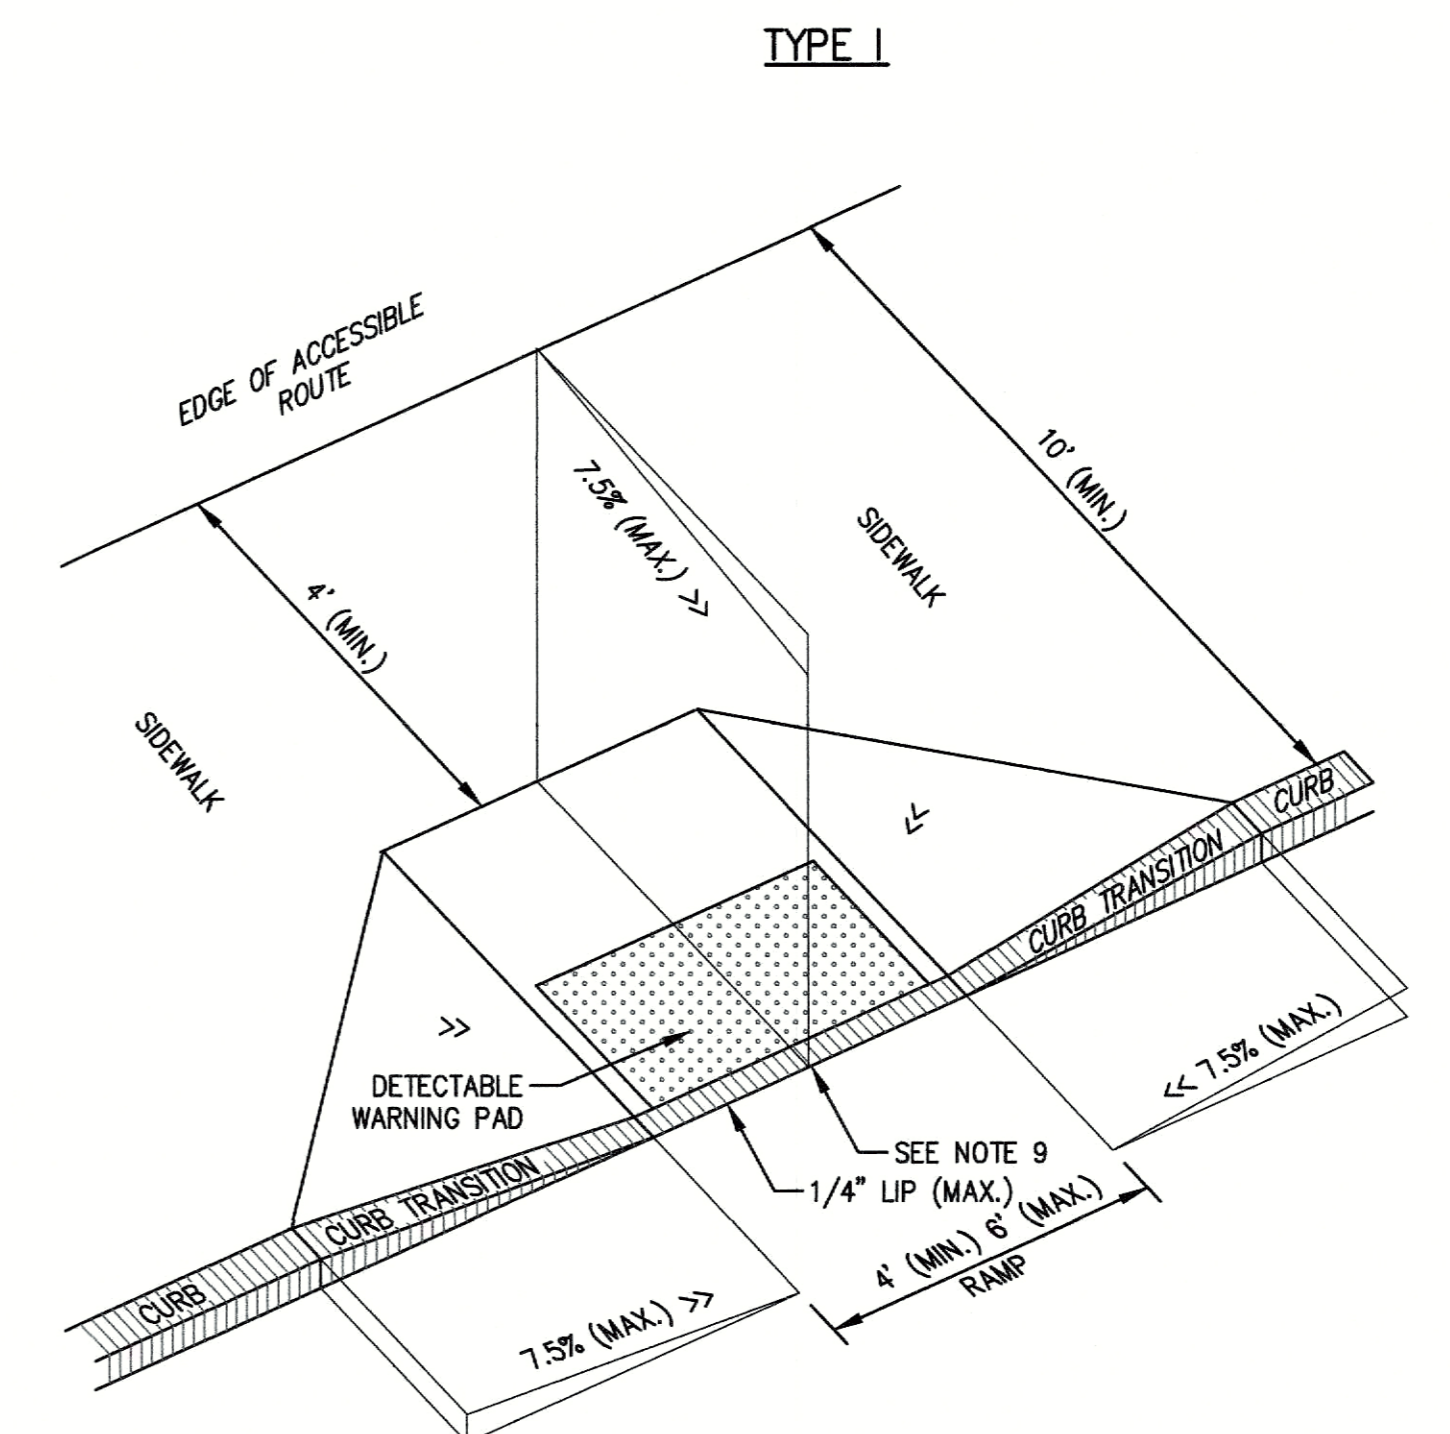 TYPE 1
EDGE OF ACCESSIBLE
ROUTE
10' (MIN.)
7.5% (MAX.) >>
SIDEWALK
4' (MIN.)
SIDEWALK
CURB
<<
CURB TRANSITION
>>
DETECTABLE
WARNING PAD
<< 7.5% (MAX.)
SEE NOTE 9
1/4" LIP (MAX.)
4' (MIN.) 6' (MAX.)
RAMP
CURB TRANSITION
CURB
7.5% (MAX.) >>